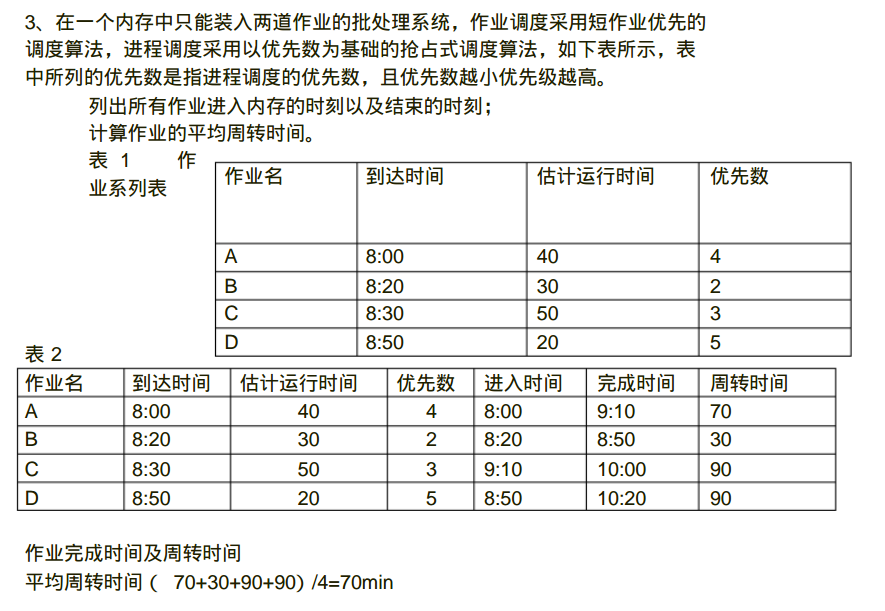 3、在一个内存中只能装入两道作业的批处理系统，作业调度采用短作业优先的
调度算法，进程调度采用以优先数为基础的抢占式调度算法，如下表所示，表
中所列的优先数是指进程调度的优先数，且优先数越小优先级越高。
列出所有作业进入内存的时刻以及结束的时刻；
计算作业的平均周转时间。
表 1 作
业系列表
作业名 到达时间 估计运行时间 优先数
A 8:00 40 4
B 8:20 30 2
C 8:30 50 3
D 8:50 20 5
表 2
作业名 到达时间 估计运行时间 优先数 进入时间 完成时间 周转时间
A 8:00 40 4 8:00 9:10 70
B 8:20 30 2 8:20 8:50 30
C 8:30 50 3 9:10 10:00 90
D 8:50 20 5 8:50 10:20 90
作业完成时间及周转时间
平均周转时间（ 70+30+90+90）/4=70min